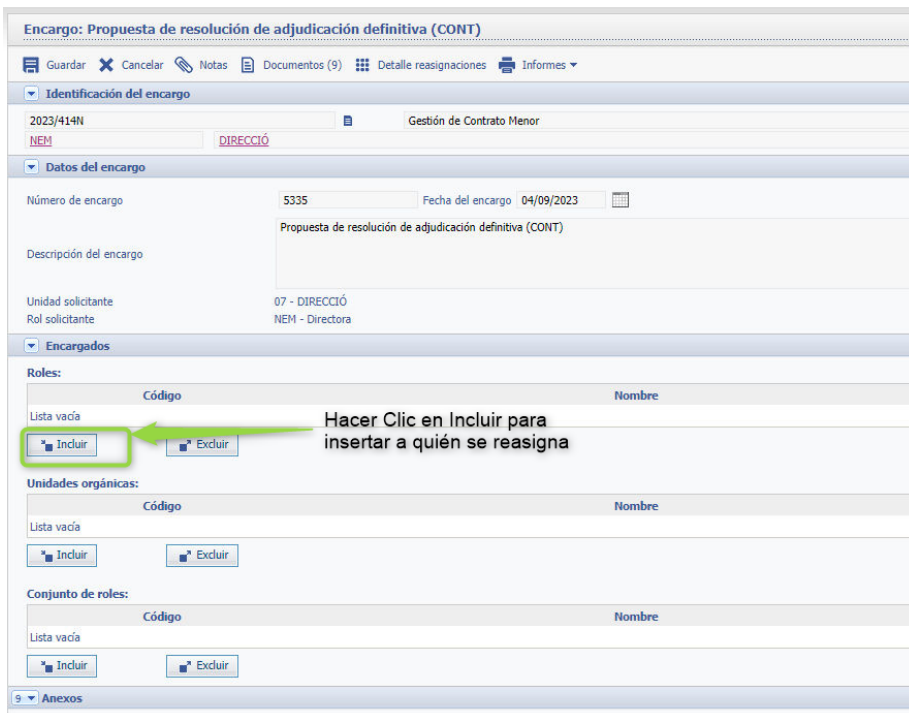 Encargo: Propuesta de resolución de adjudicación definitiva (CONT)
Guardar Cancelar Notas Documentos (9) Detalle reasignaciones Informes
Identificación del encargo
2023/414N Gestión de Contrato Menor
NEM DIRECCIÓ
Datos del encargo
Número de encargo 5335 Fecha del encargo 04/09/2023
Propuesta de resolución de adjudicación definitiva (CONT)
Descripción del encargo
Unidad solicitante 07 - DIRECCIÓ
Rol solicitante NEM - Directora
Encargados
Roles:
Código Nombre
Lista vacía
Hacer Clic en Incluir para
insertar a quién se reasigna
Incluir Excluir
Unidades orgánicas:
Código Nombre
Lista vacía
Incluir Excluir
Conjunto de roles:
Código Nombre
Lista vacía
Incluir Excluir
9 Anexos